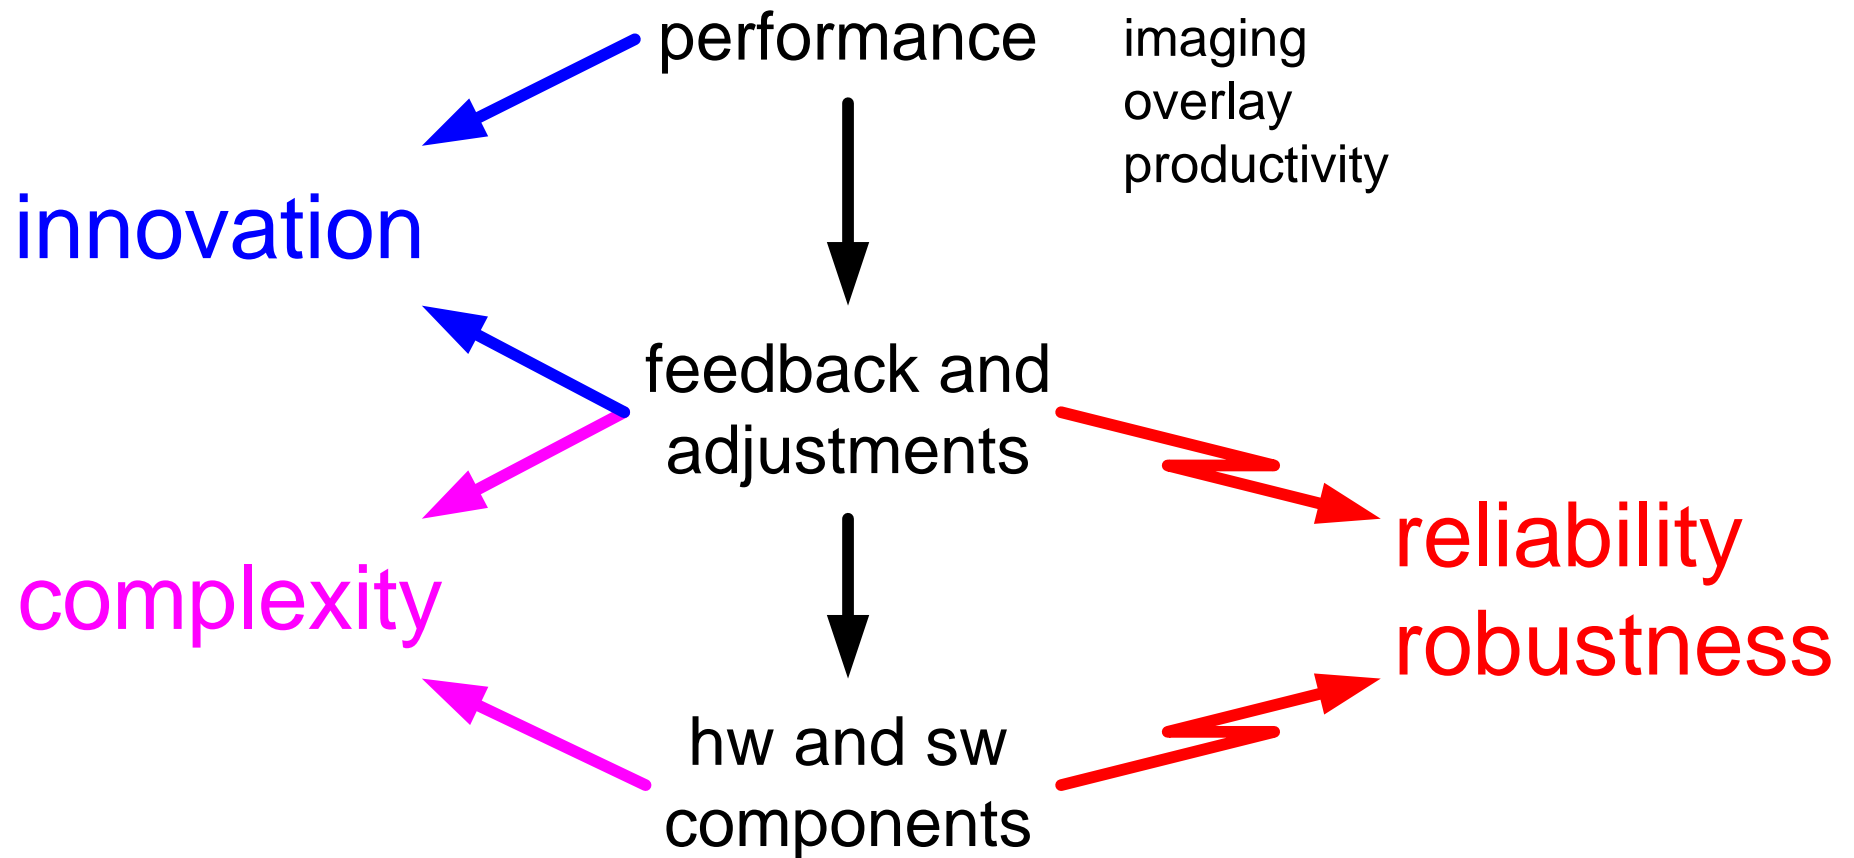 performance
imaging
overlay
productivity
innovation
feedback and
adjustments
reliability
robustness
complexity
hw and sw
components